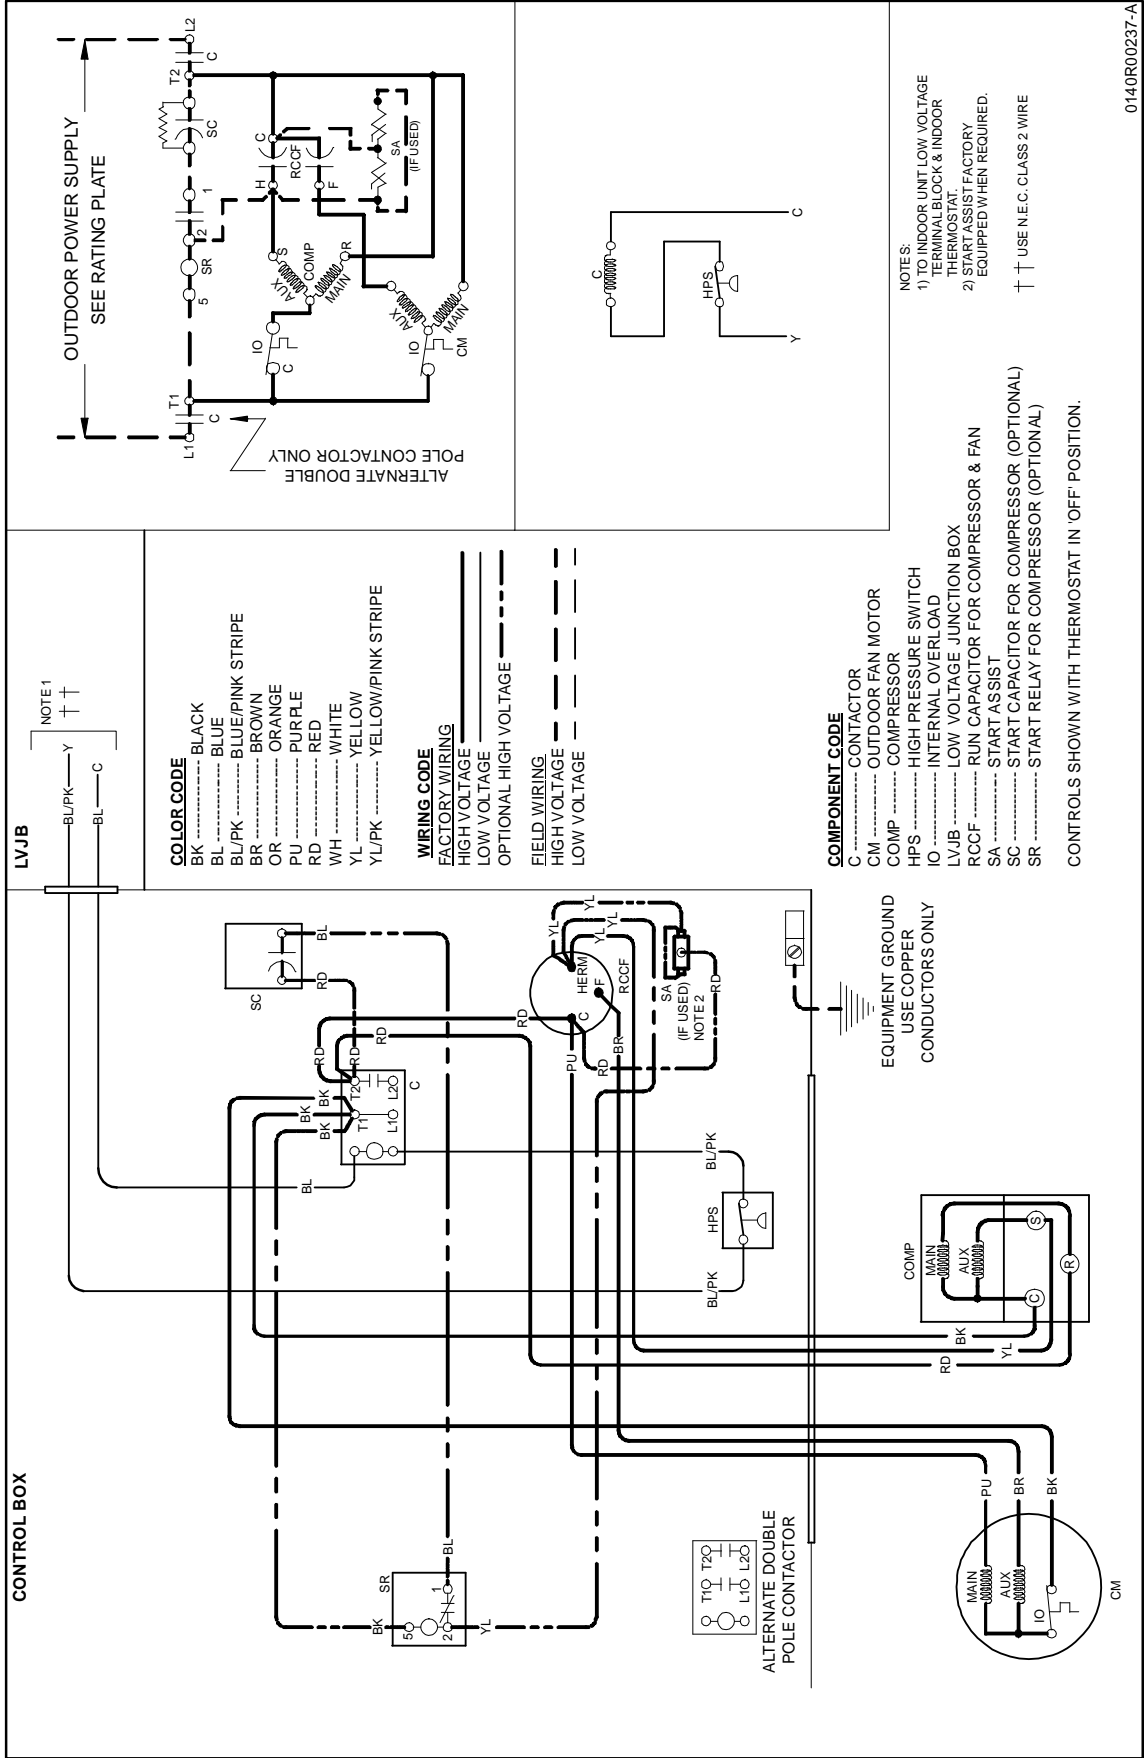 CONTROL BOX
LVJB
NOTE 1
BL/PK
Y
BL
C
SC
RD
BL
RD
RD
RD
RD
BK
BK
BK
T2
T1
L2
L1
C
BL
BL/PK
HPS
BL/PK
RD
PU
BR
C
F
HERM
RCCF
YL
YL
YL
YL
SA
(IF USED)
NOTE 2
RD
RD
EQUIPMENT GROUND
USE COPPER
CONDUCTORS ONLY
COMP
MAIN
AUX
S
C
R
BK
YL
RD
SR
BK
5
2
1
BL
YL
T1
T2
L1
L2
ALTERNATE DOUBLE
POLE CONTACTOR
PU
BR
BK
MAIN
AUX
IO
CM
COLOR CODE
BK ---------- BLACK
BL ---------- BLUE
BL/PK ------- BLUE/PINK STRIPE
BR ---------- BROWN
OR ---------- ORANGE
PU ---------- PURPLE
RD ---------- RED
WH ---------- WHITE
YL ---------- YELLOW
YL/PK ------- YELLOW/PINK STRIPE
WIRING CODE
FACTORY WIRING
HIGH VOLTAGE
LOW VOLTAGE
OPTIONAL HIGH VOLTAGE
FIELD WIRING
HIGH VOLTAGE
LOW VOLTAGE
COMPONENT CODE
C ---------- CONTACTOR
CM --------- OUTDOOR FAN MOTOR
COMP ------- COMPRESSOR
HPS -------- HIGH PRESSURE SWITCH
IO --------- INTERNAL OVERLOAD
LVJB ------- LOW VOLTAGE JUNCTION BOX
RCCF ------- RUN CAPACITOR FOR COMPRESSOR & FAN
SA --------- START ASSIST
SC --------- START CAPACITOR FOR COMPRESSOR (OPTIONAL)
SR --------- START RELAY FOR COMPRESSOR (OPTIONAL)
CONTROLS SHOWN WITH THERMOSTAT IN 'OFF' POSITION.
OUTDOOR POWER SUPPLY
SEE RATING PLATE
L1
C
T1
5
SR
2
1
SC
T2
C
L2
ALTERNATE DOUBLE
POLE CONTACTOR ONLY
C
IO
AUX
S
COMP
MAIN
R
H
C
RCCF
F
SA
(IF USED)
IO
AUX
MAIN
CM
C
HPS
Y
C
NOTES:
1) TO INDOOR UNIT LOW VOLTAGE
TERMINAL BLOCK & INDOOR
THERMOSTAT.
2) START ASSIST FACTORY
EQUIPPED WHEN REQUIRED.
†† USE N.E.C. CLASS 2 WIRE
0140R00237-A